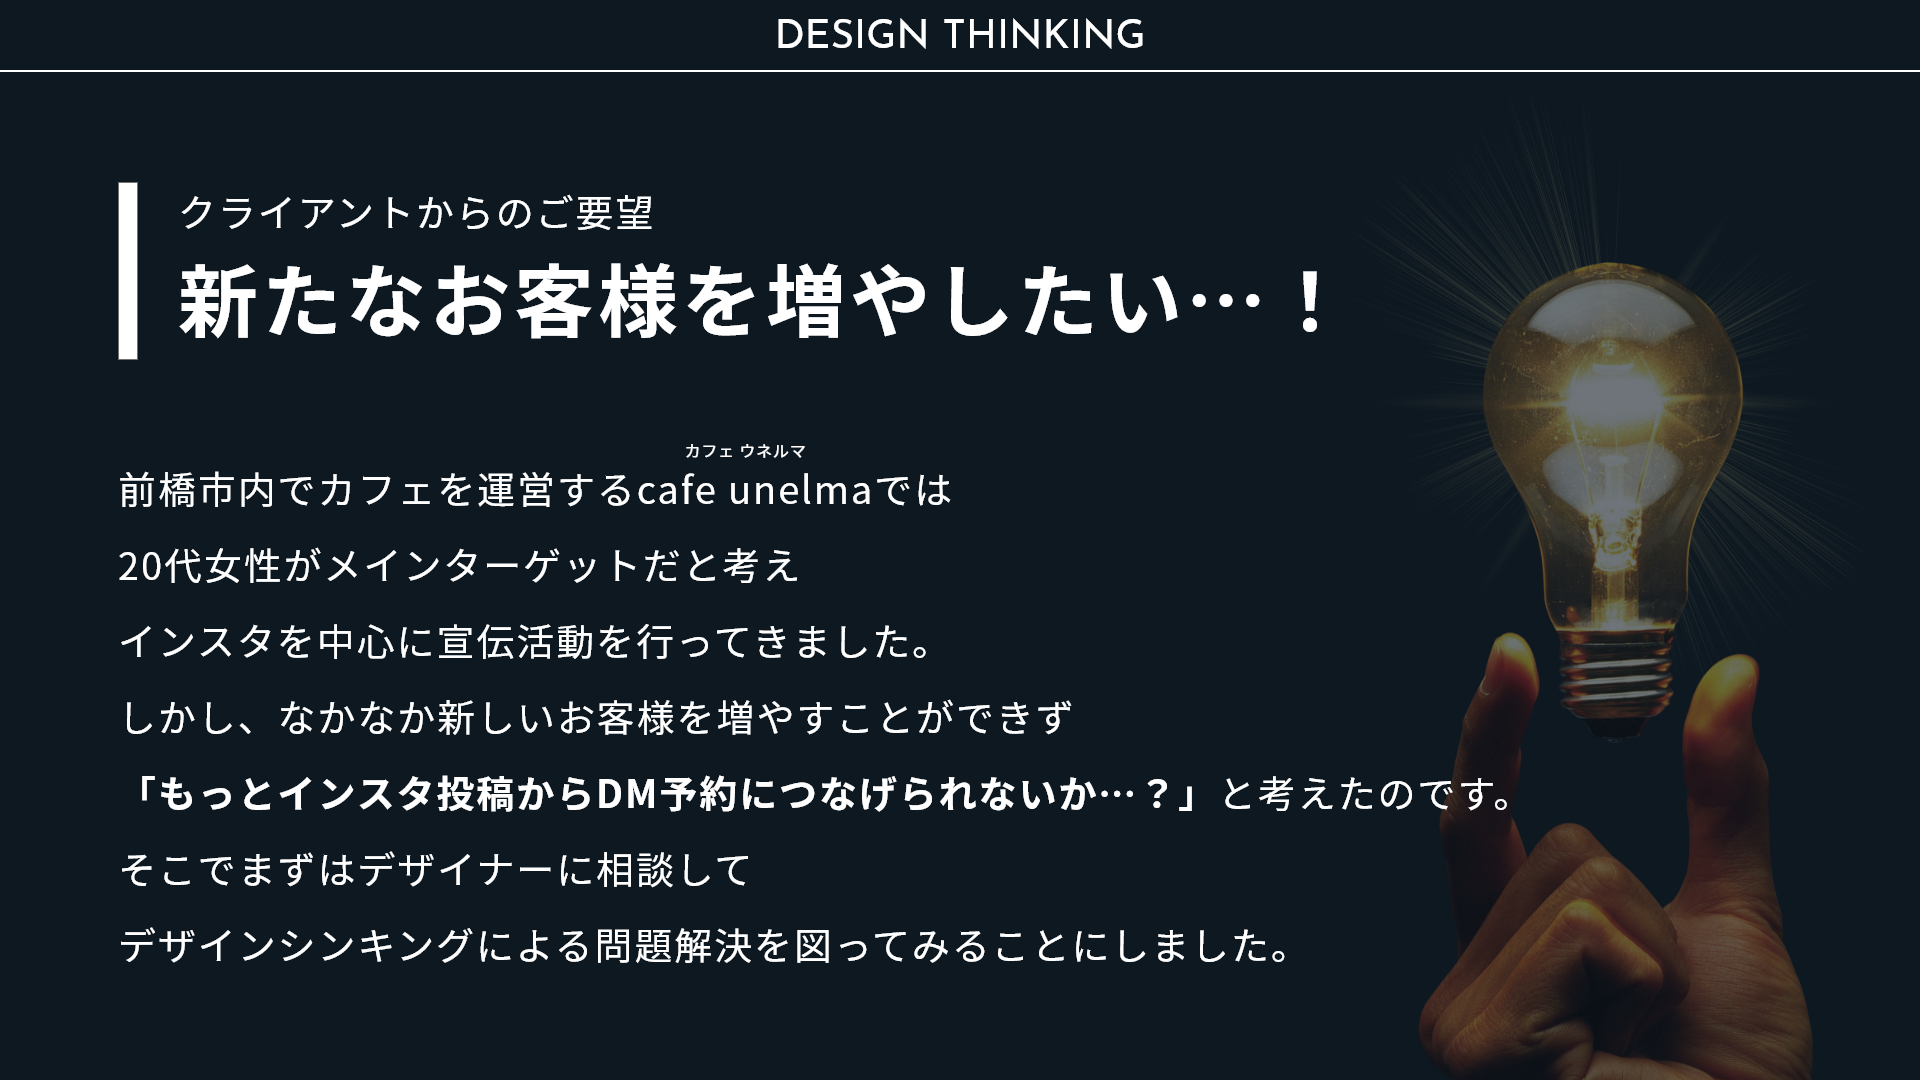 DESIGN THINKING
クライアントからのご要望
新たなお客様を増やしたい…！
カフェ ウネルマ
前橋市内でカフェを運営するcafe unelmaでは
20代女性がメインターゲットだと考え
インスタを中心に宣伝活動を行ってきました。
しかし、なかなか新しいお客様を増やすことができず
「もっとインスタ投稿からDM予約につなげられないか…？」と考えたのです。
そこでまずはデザイナーに相談して
デザインシンキングによる問題解決を図ってみることにしました。